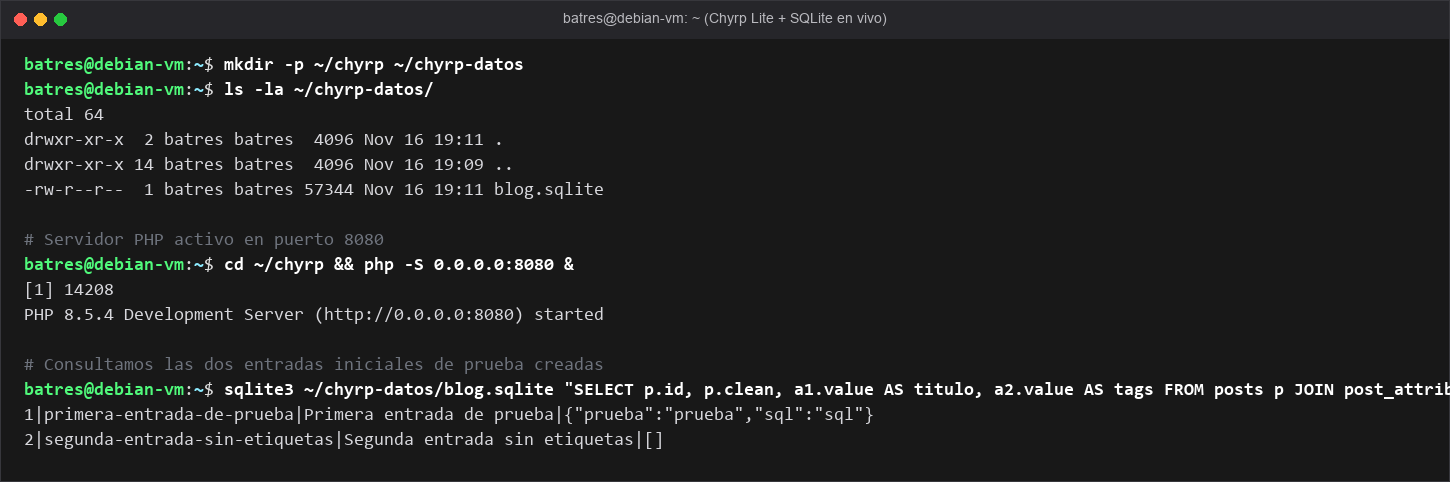 batres@debian-vm: ~ (Chyrp Lite + SQLite en vivo)
batres@debian-vm:~$ mkdir -p ~/chyrp ~/chyrp-datos
batres@debian-vm:~$ ls -la ~/chyrp-datos/
total 64
drwxr-xr-x  2 batres batres  4096 Nov 16 19:11 .
drwxr-xr-x 14 batres batres  4096 Nov 16 19:09 ..
-rw-r--r--  1 batres batres 57344 Nov 16 19:11 blog.sqlite
# Servidor PHP activo en puerto 8080
batres@debian-vm:~$ cd ~/chyrp && php -S 0.0.0.0:8080 &
[1] 14208
PHP 8.5.4 Development Server (http://0.0.0.0:8080) started
# Consultamos las dos entradas iniciales de prueba creadas
batres@debian-vm:~$ sqlite3 ~/chyrp-datos/blog.sqlite "SELECT p.id, p.clean, a1.value AS titulo, a2.value AS tags FROM posts p JOIN post_attrib
1|primera-entrada-de-prueba|Primera entrada de prueba|{"prueba":"prueba","sql":"sql"}
2|segunda-entrada-sin-etiquetas|Segunda entrada sin etiquetas|[]